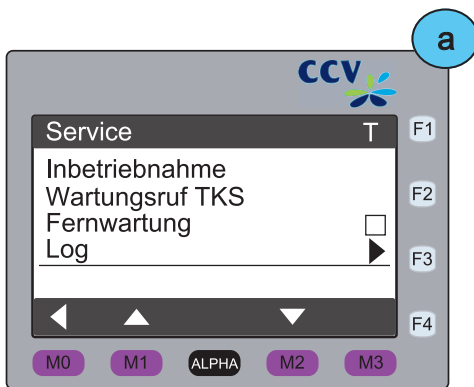 a
CCV
Service T
F1
Inbetriebnahme
Wartungsruf TKS
F2
Fernwartung
Log
F3
F4
M0 M1 ALPHA M2 M3